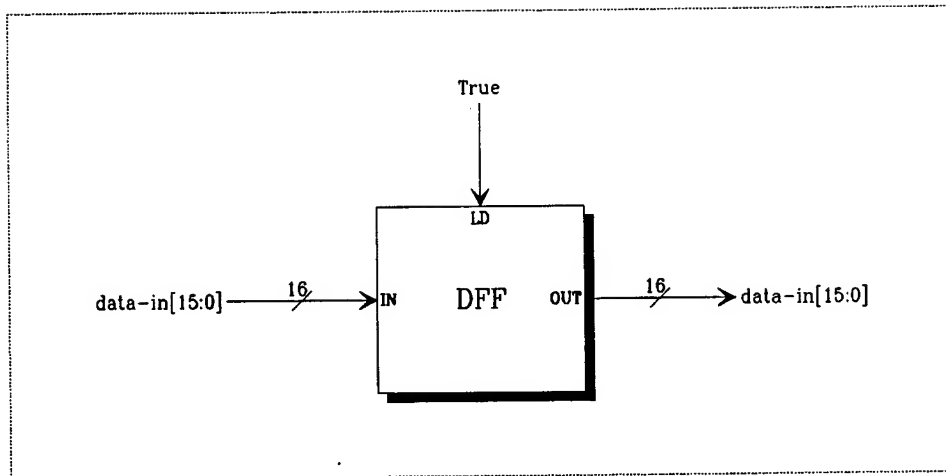 True
LD
data-in[15:0]
16
IN
DFF
OUT
16
data-in[15:0]